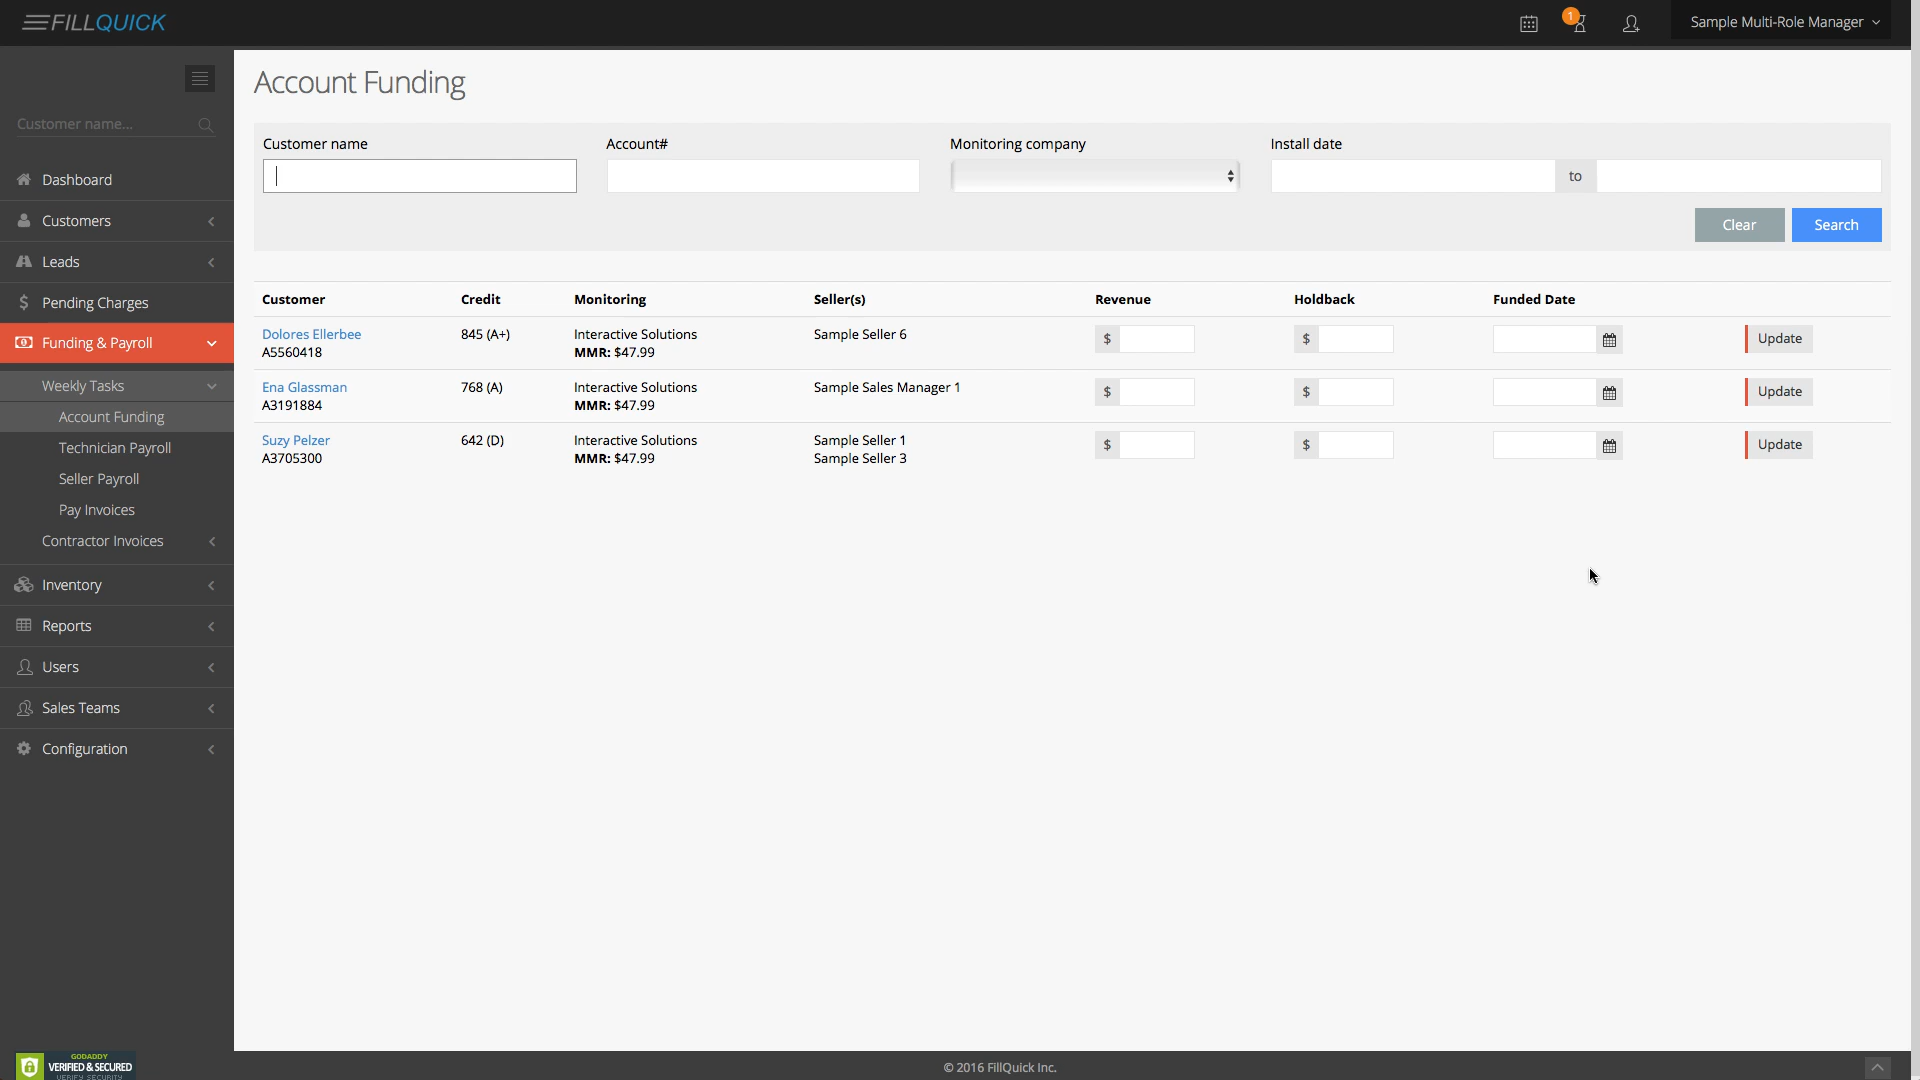 FILLQUICK
1
Sample Multi-Role Manager
Customer name...
Dashboard
Customers
Leads
$ Pending Charges
Funding & Payroll
Weekly Tasks
Account Funding
Technician Payroll
Seller Payroll
Pay Invoices
Contractor Invoices
Inventory
Reports
Users
Sales Teams
Configuration
GODADDY
VERIFIED & SECURED
VERIFY SECURITY
Account Funding
Customer name Account# Monitoring company Install date
to
Clear Search
Customer Credit Monitoring Seller(s) Revenue Holdback Funded Date
Dolores Ellerbee 845 (A+) Interactive Solutions Sample Seller 6 $ $ Update
A5560418 MMR: $47.99
Ena Glassman 768 (A) Interactive Solutions Sample Sales Manager 1 $ $ Update
A3191884 MMR: $47.99
Suzy Pelzer 642 (D) Interactive Solutions Sample Seller 1 $ $ Update
A3705300 MMR: $47.99 Sample Seller 3
© 2016 FillQuick Inc.